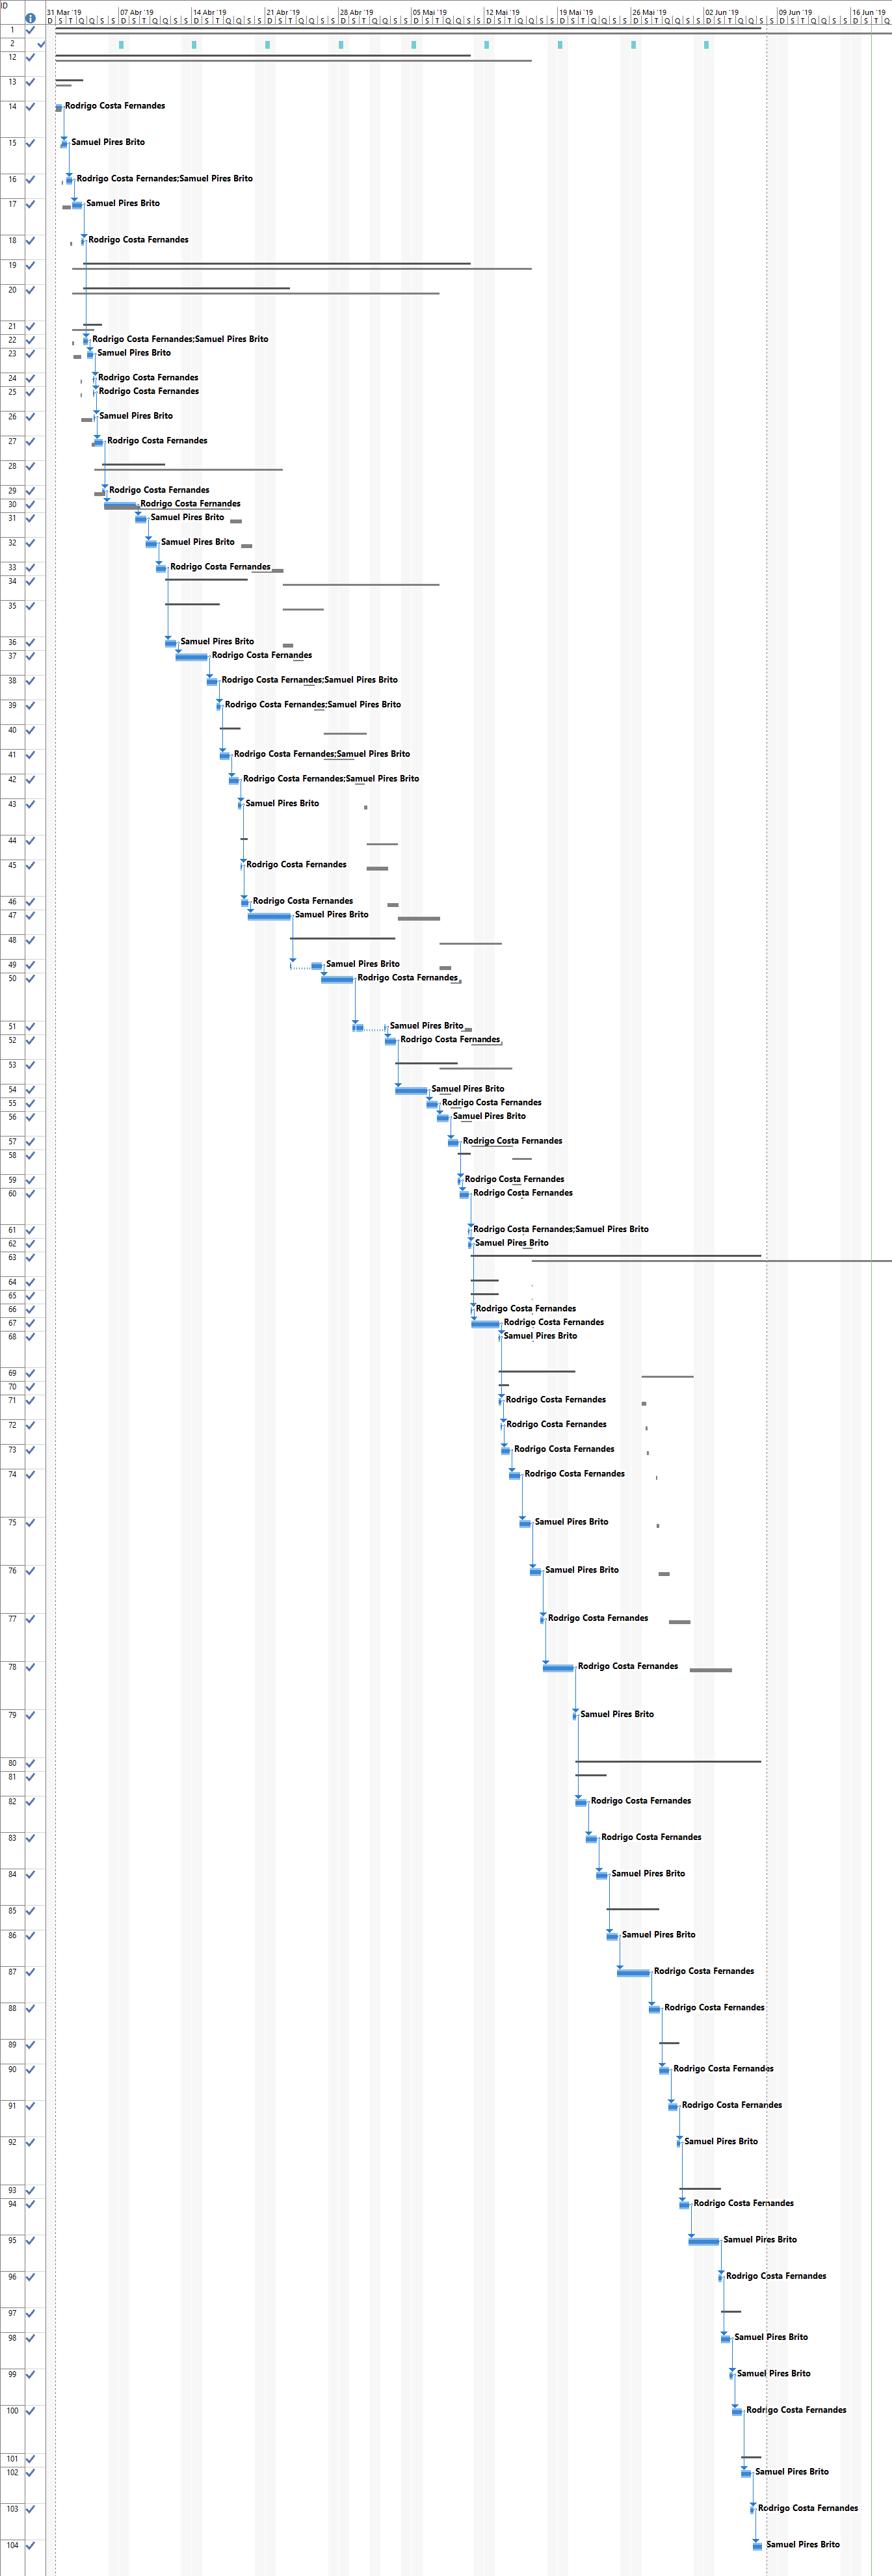 ID
31 Mar '19 07 Abr '19 14 Abr '19 21 Abr '19 28 Abr '19 05 Mai '19 12 Mai '19 19 Mai '19 26 Mai '19 02 Jun '19 09 Jun '19 16 Jun '19
D S T Q Q S S D S T Q Q S S D S T Q Q S S D S T Q Q S S D S T Q Q S S D S T Q Q S S D S T Q Q S S D S T Q Q S S D S T Q Q S S D S T Q Q S S D S T Q Q S S D S T Q
1
2
12
13
14 Rodrigo Costa Fernandes
15 Samuel Pires Brito
16 Rodrigo Costa Fernandes;Samuel Pires Brito
17 Samuel Pires Brito
18 Rodrigo Costa Fernandes
19
20
21
22 Rodrigo Costa Fernandes;Samuel Pires Brito
23 Samuel Pires Brito
24 Rodrigo Costa Fernandes
25 Rodrigo Costa Fernandes
26 Samuel Pires Brito
27 Rodrigo Costa Fernandes
28
29 Rodrigo Costa Fernandes
30 Rodrigo Costa Fernandes
31 Samuel Pires Brito
32 Samuel Pires Brito
33 Rodrigo Costa Fernandes
34
35
36 Samuel Pires Brito
37 Rodrigo Costa Fernandes
38 Rodrigo Costa Fernandes;Samuel Pires Brito
39 Rodrigo Costa Fernandes;Samuel Pires Brito
40
41 Rodrigo Costa Fernandes;Samuel Pires Brito
42 Rodrigo Costa Fernandes;Samuel Pires Brito
43 Samuel Pires Brito
44
45 Rodrigo Costa Fernandes
46 Rodrigo Costa Fernandes
47 Samuel Pires Brito
48
49 Samuel Pires Brito
50 Rodrigo Costa Fernandes
51 Samuel Pires Brito
52 Rodrigo Costa Fernandes
53
54 Samuel Pires Brito
55 Rodrigo Costa Fernandes
56 Samuel Pires Brito
57 Rodrigo Costa Fernandes
58
59 Rodrigo Costa Fernandes
60 Rodrigo Costa Fernandes
61 Rodrigo Costa Fernandes;Samuel Pires Brito
62 Samuel Pires Brito
63
64
65
66 Rodrigo Costa Fernandes
67 Rodrigo Costa Fernandes
68 Samuel Pires Brito
69
70
71 Rodrigo Costa Fernandes
72 Rodrigo Costa Fernandes
73 Rodrigo Costa Fernandes
74 Rodrigo Costa Fernandes
75 Samuel Pires Brito
76 Samuel Pires Brito
77 Rodrigo Costa Fernandes
78 Rodrigo Costa Fernandes
79 Samuel Pires Brito
80
81
82 Rodrigo Costa Fernandes
83 Rodrigo Costa Fernandes
84 Samuel Pires Brito
85
86 Samuel Pires Brito
87 Rodrigo Costa Fernandes
88 Rodrigo Costa Fernandes
89
90 Rodrigo Costa Fernandes
91 Rodrigo Costa Fernandes
92 Samuel Pires Brito
93
94 Rodrigo Costa Fernandes
95 Samuel Pires Brito
96 Rodrigo Costa Fernandes
97
98 Samuel Pires Brito
99 Samuel Pires Brito
100 Rodrigo Costa Fernandes
101
102 Samuel Pires Brito
103 Rodrigo Costa Fernandes
104 Samuel Pires Brito